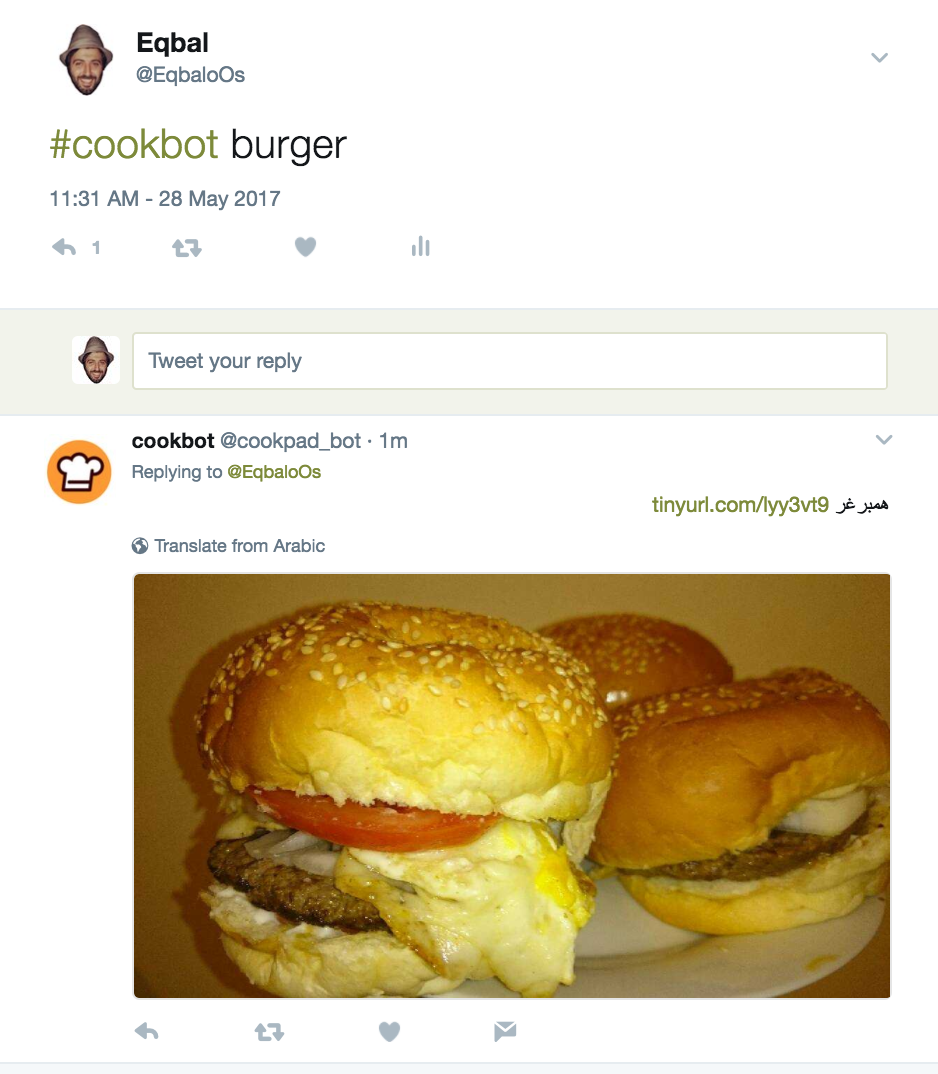 Eqbal
@EqbaloOs
#cookbot burger
11:31 AM - 28 May 2017
1
Tweet your reply
cookbot @cookpad_bot · 1m
Replying to @EqbaloOs
همبرغر tinyurl.com/lyy3vt9
Translate from Arabic